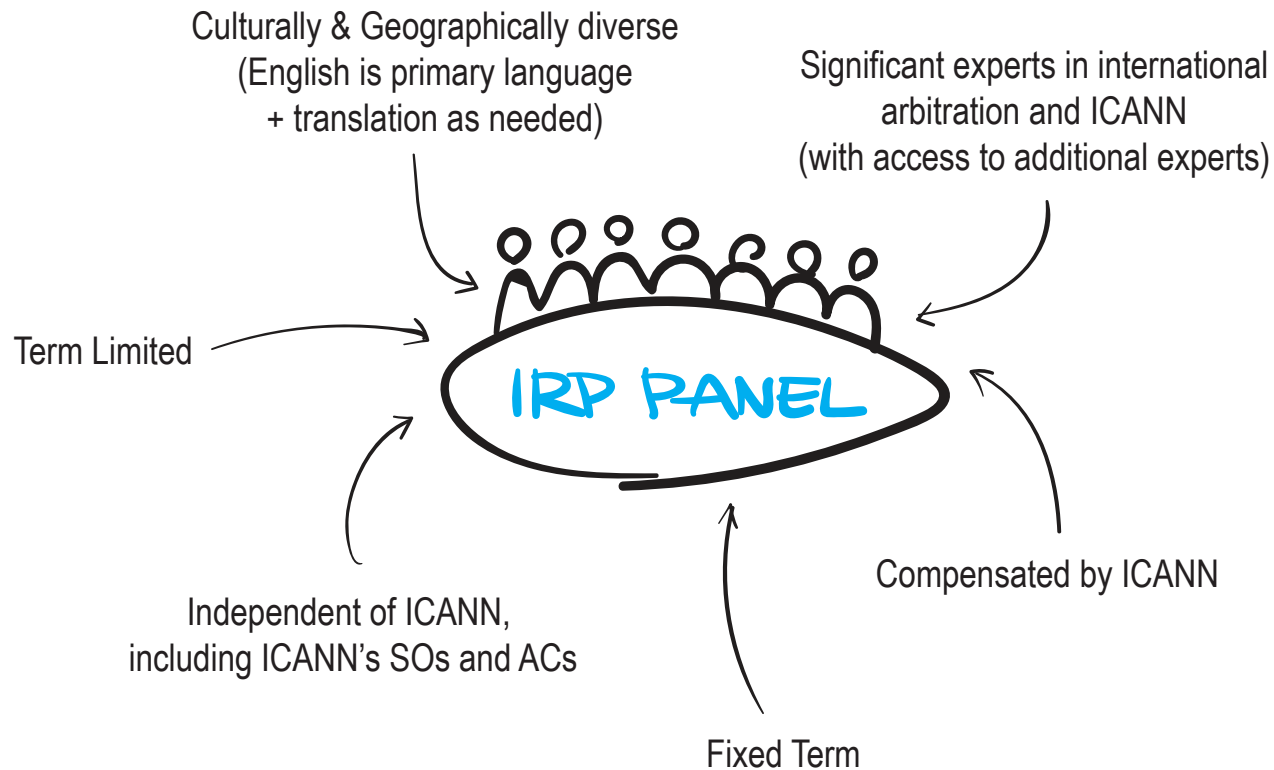 Culturally & Geographically diverse
(English is primary language
+ translation as needed)
Significant experts in international
arbitration and ICANN
(with access to additional experts)
Term Limited
IRP PANEL
Independent of ICANN,
including ICANN’s SOs and ACs
Compensated by ICANN
Fixed Term